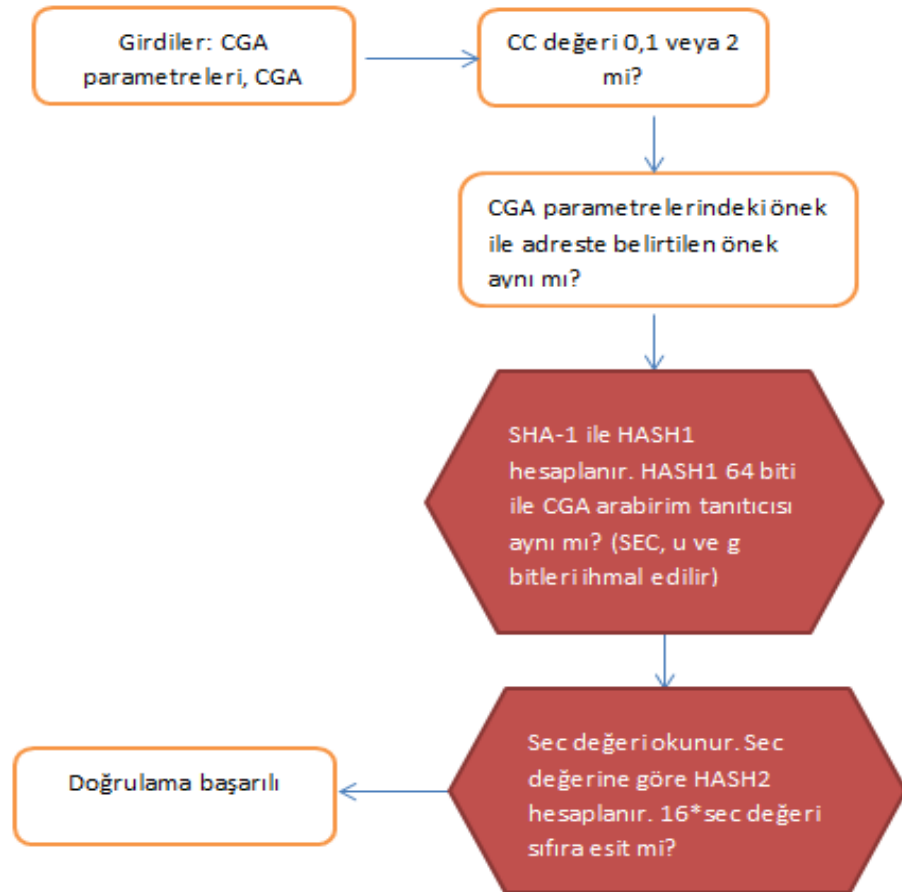 Girdiler: CGA
parametreleri, CGA
CC değeri 0,1 veya 2
mi?
CGA parametrelerindeki önek
ile adreste belirtilen önek
aynı mı?
SHA-1 ile HASH1
hesaplanır. HASH1 64 biti
ile CGA arabirim tanıtıcısı
aynı mı? (SEC, u ve g
bitleri ihmal edilir)
Sec değeri okunur. Sec
değerine göre HASH2
hesaplanır. 16*sec değeri
sıfıra esit mi?
Doğrulama başarılı